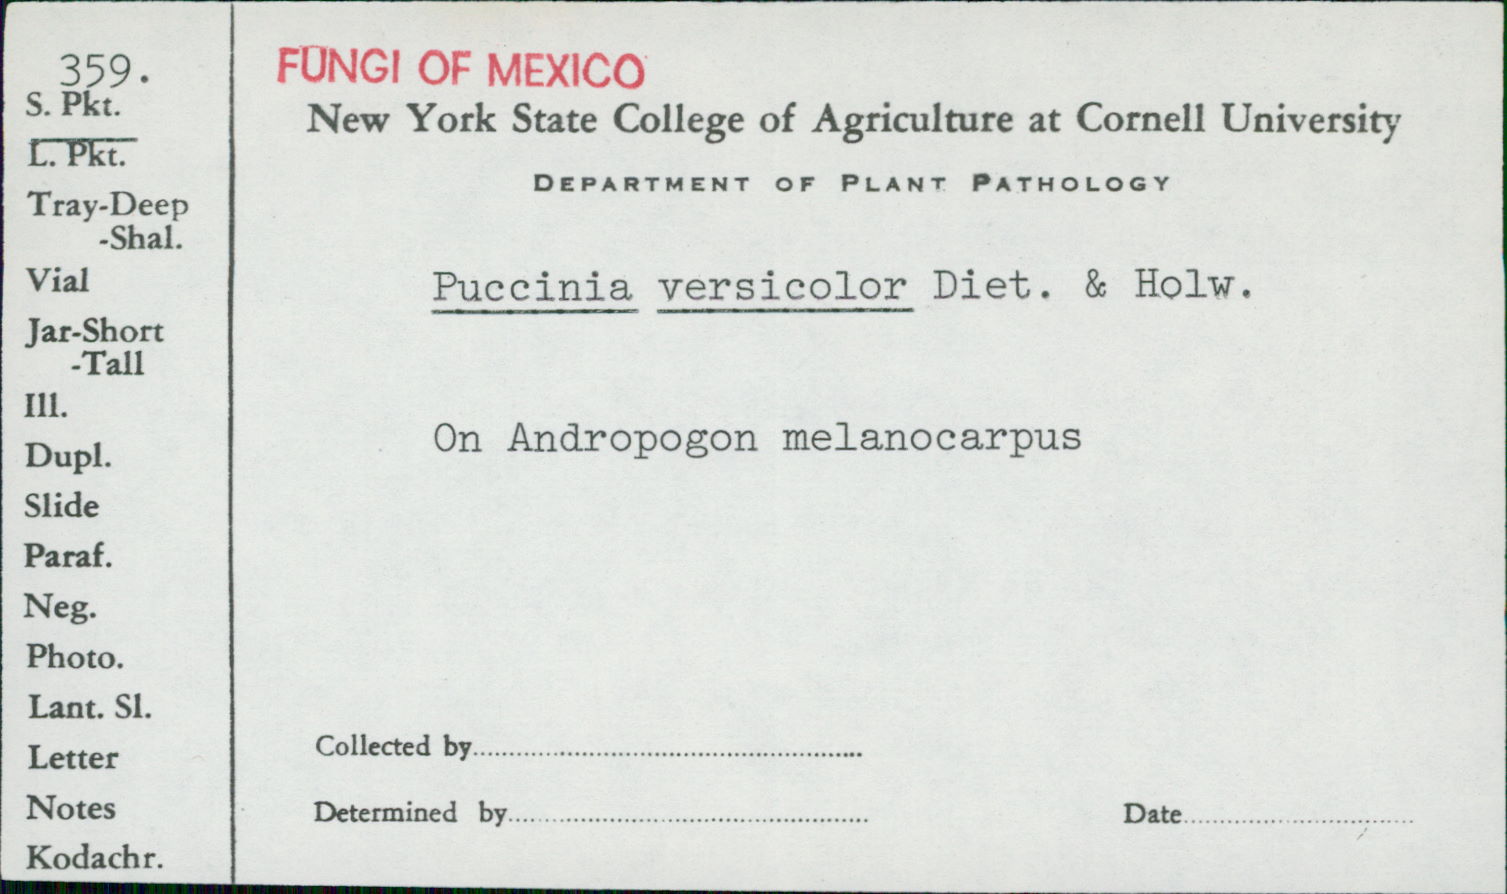 359.
S. Pkt.
L. Pkt.
Tray-Deep
-Shal.
Vial
Jar-Short
-Tall
Ill.
Dupl.
Slide
Paraf.
Neg.
Photo.
Lant. Sl.
Letter
Notes
Kodachr.
FUNGI OF MEXICO
New York State College of Agriculture at Cornell University
DEPARTMENT OF PLANT PATHOLOGY
Puccinia versicolor Diet. & Holw.
On Andropogon melanocarpus
Collected by
Determined by
Date